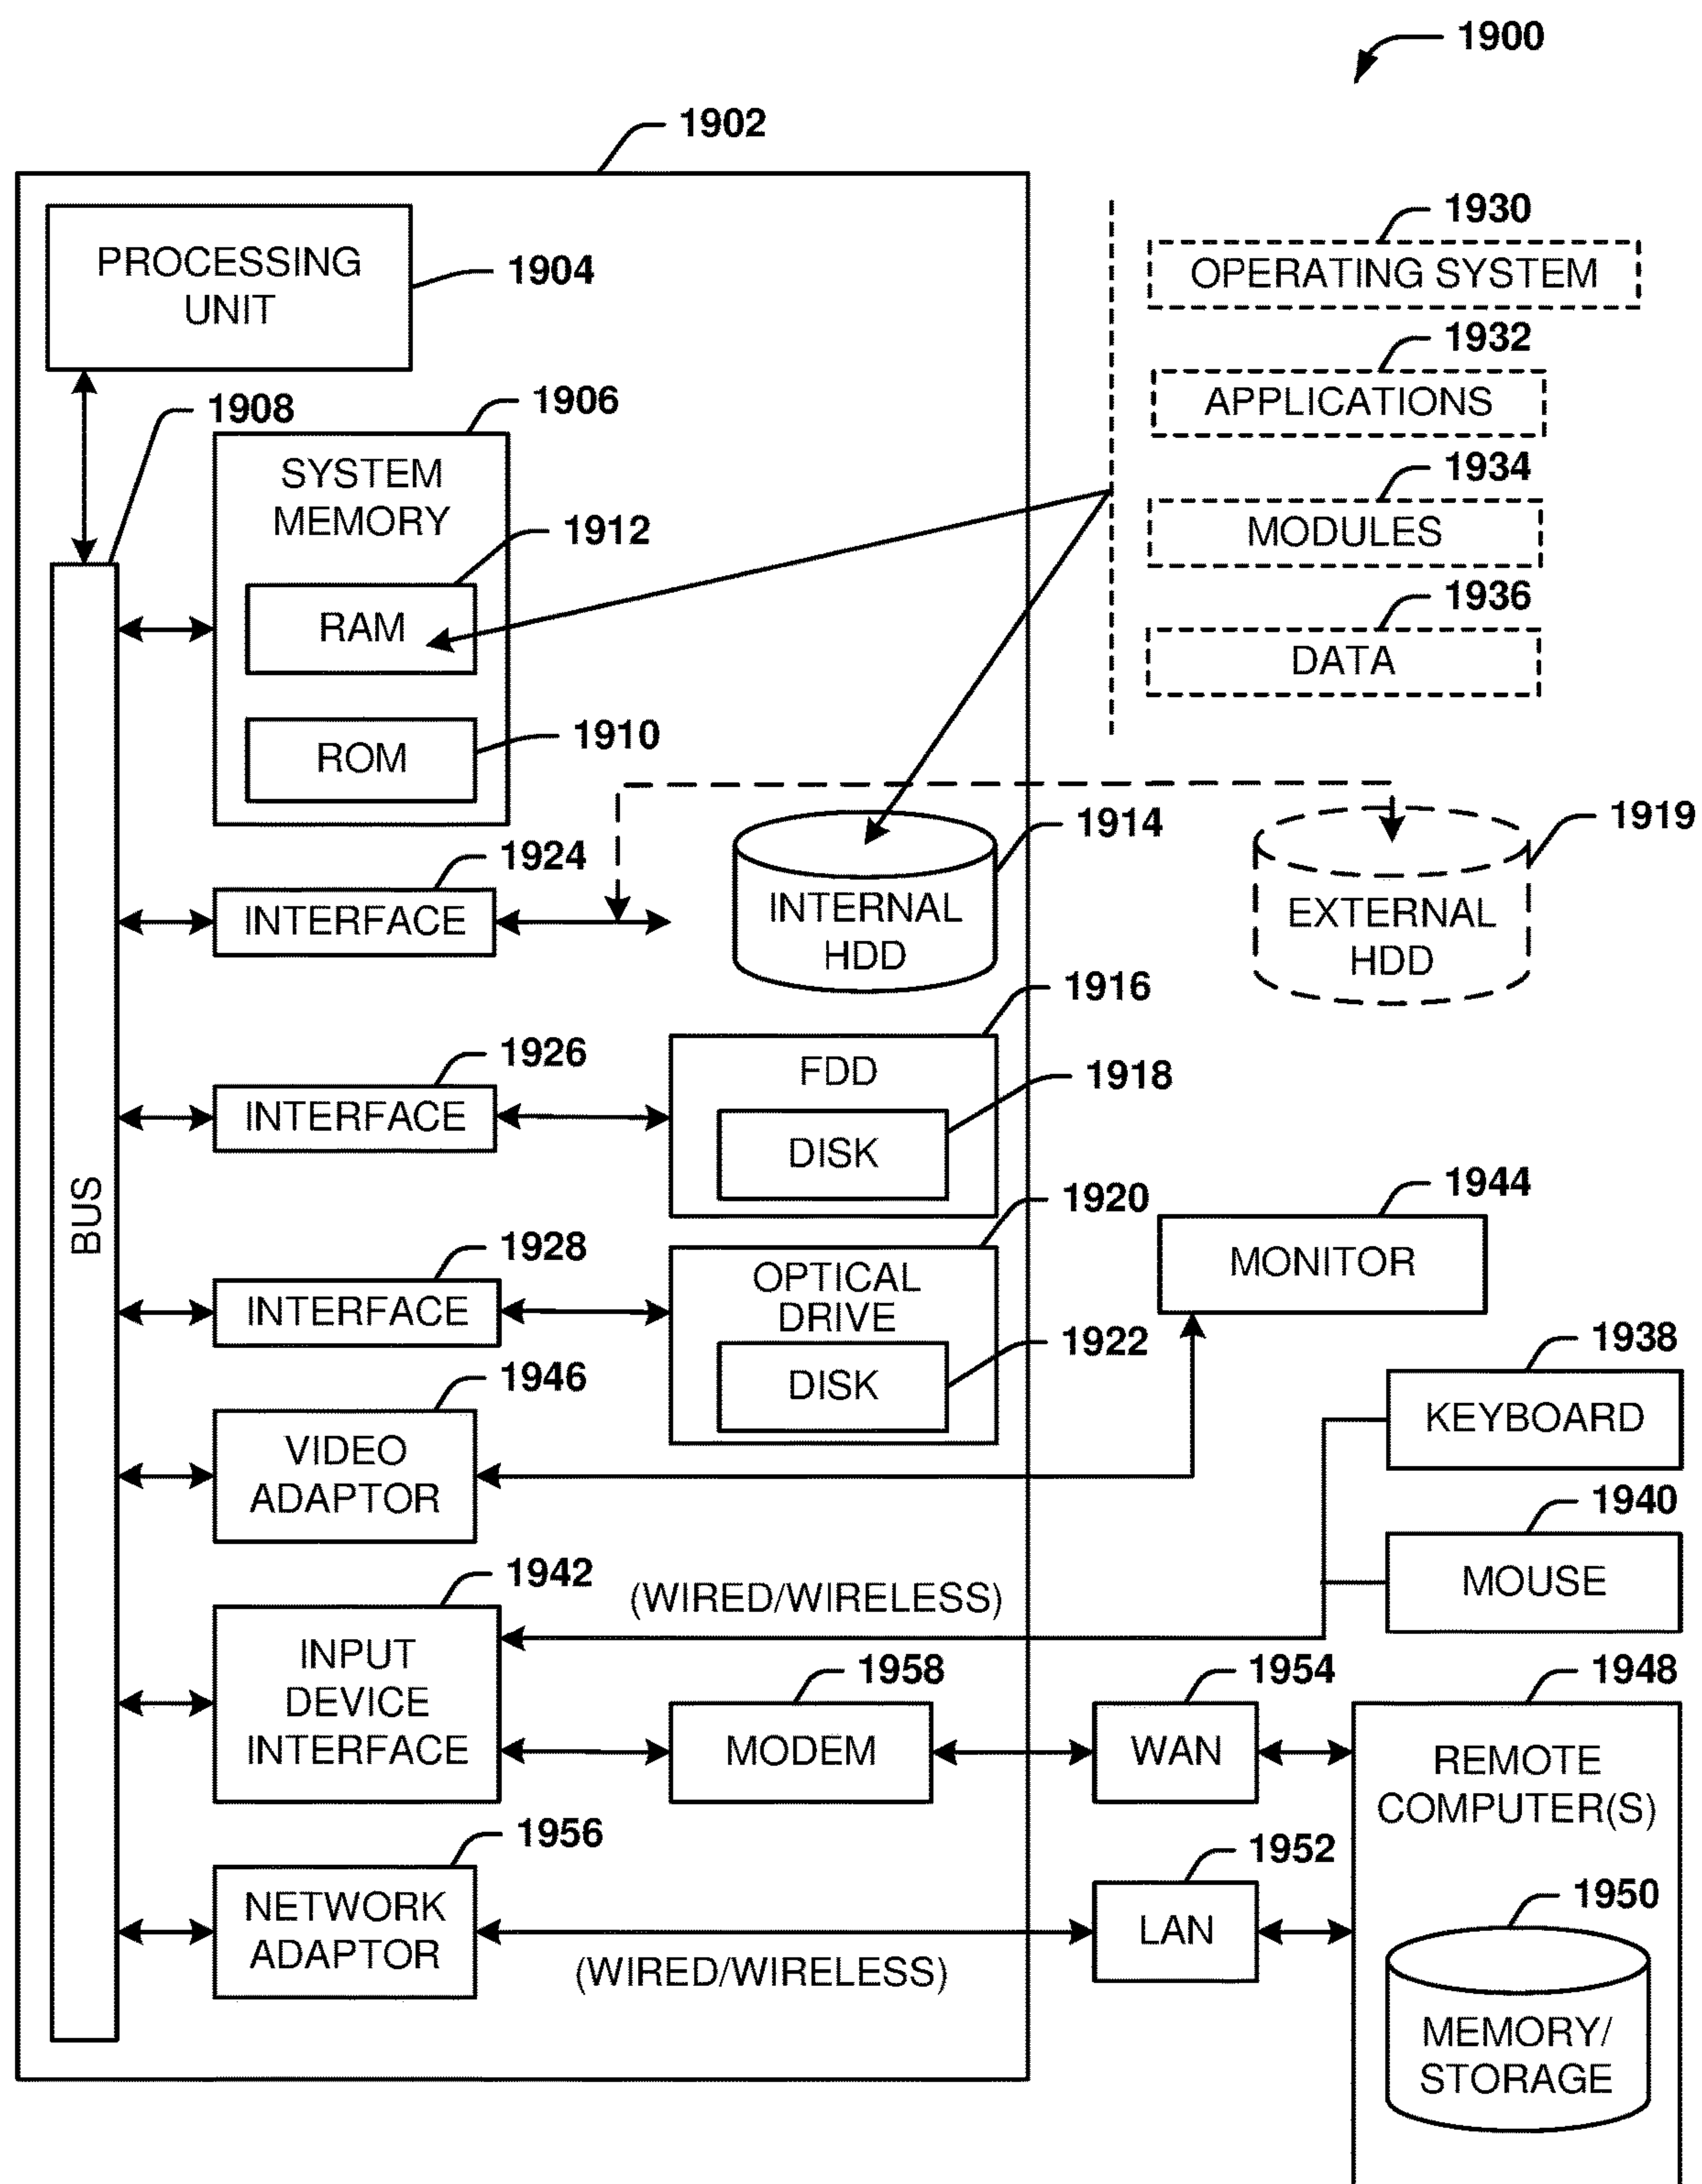 1900
1902
PROCESSING
UNIT
1904
1930
OPERATING SYSTEM
1932
APPLICATIONS
1934
MODULES
1936
DATA
1908
1906
SYSTEM
MEMORY
1912
RAM
1910
ROM
1924
INTERFACE
1914
INTERNAL
HDD
1919
EXTERNAL
HDD
1916
FDD
1918
DISK
1926
INTERFACE
BUS
1928
INTERFACE
1920
OPTICAL
DRIVE
1922
DISK
1944
MONITOR
1938
KEYBOARD
1946
VIDEO
ADAPTOR
1940
MOUSE
1942
INPUT
DEVICE
INTERFACE
(WIRED/WIRELESS)
1958
MODEM
1954
WAN
1948
REMOTE
COMPUTER(S)
1956
NETWORK
ADAPTOR
(WIRED/WIRELESS)
1952
LAN
1950
MEMORY/
STORAGE